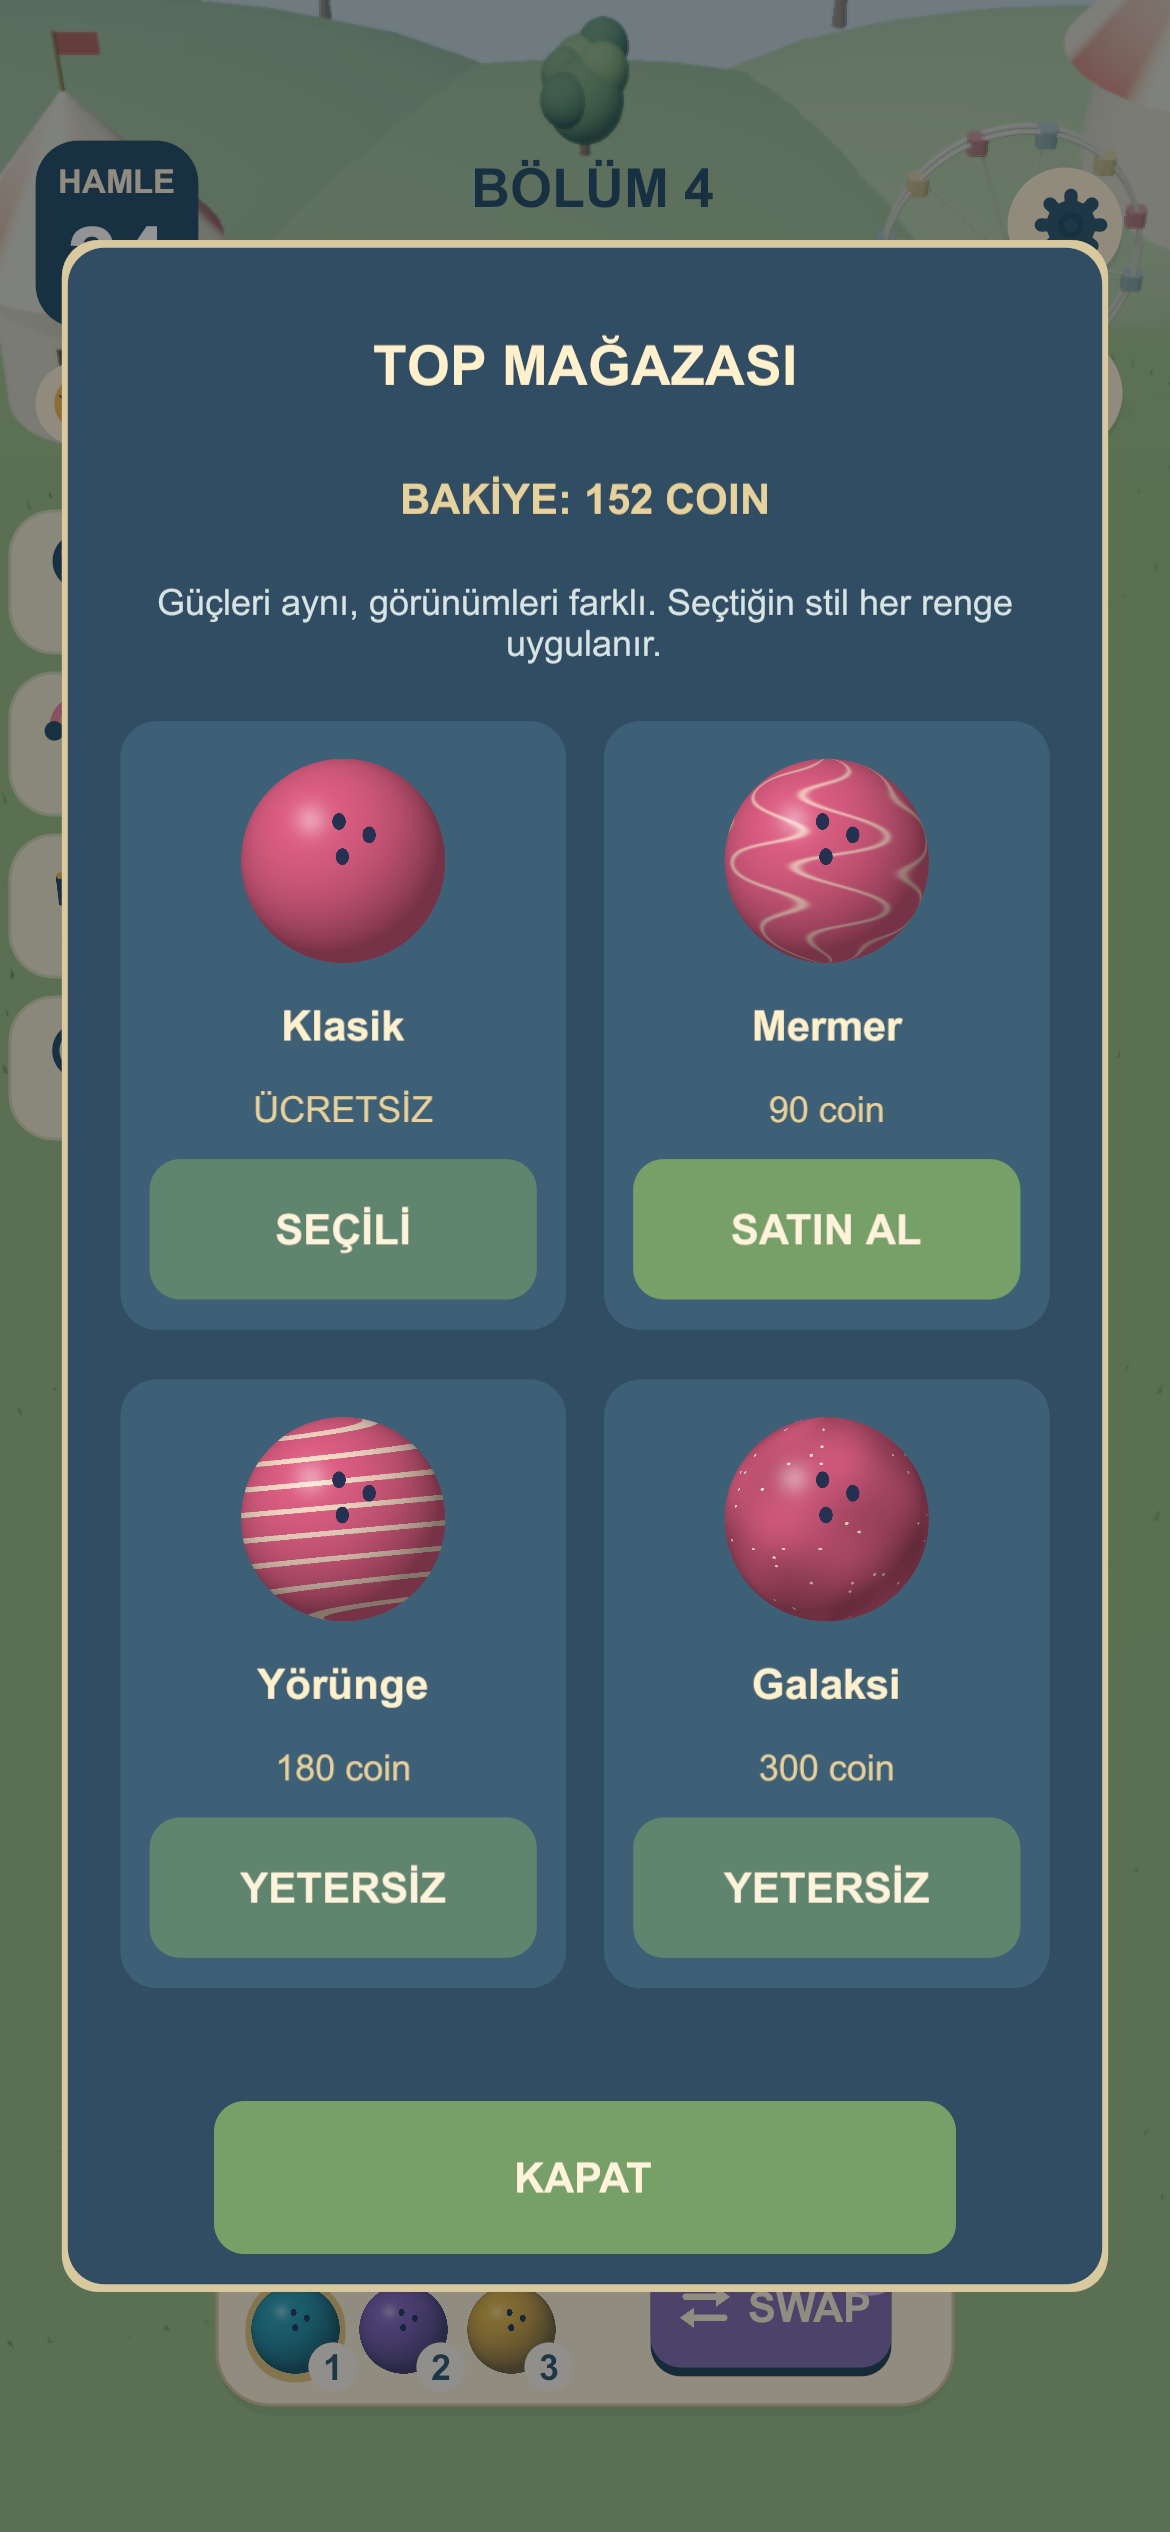 HAMLE
BÖLÜM 4
TOP MAĞAZASI
BAKİYE: 152 COIN
Güçleri aynı, görünümleri farklı. Seçtiğin stil her renge
uygulanır.
Klasik
ÜCRETSİZ
SEÇİLİ
Mermer
90 coin
SATIN AL
Yörünge
180 coin
YETERSİZ
Galaksi
300 coin
YETERSİZ
KAPAT
1
2
3
SWAP